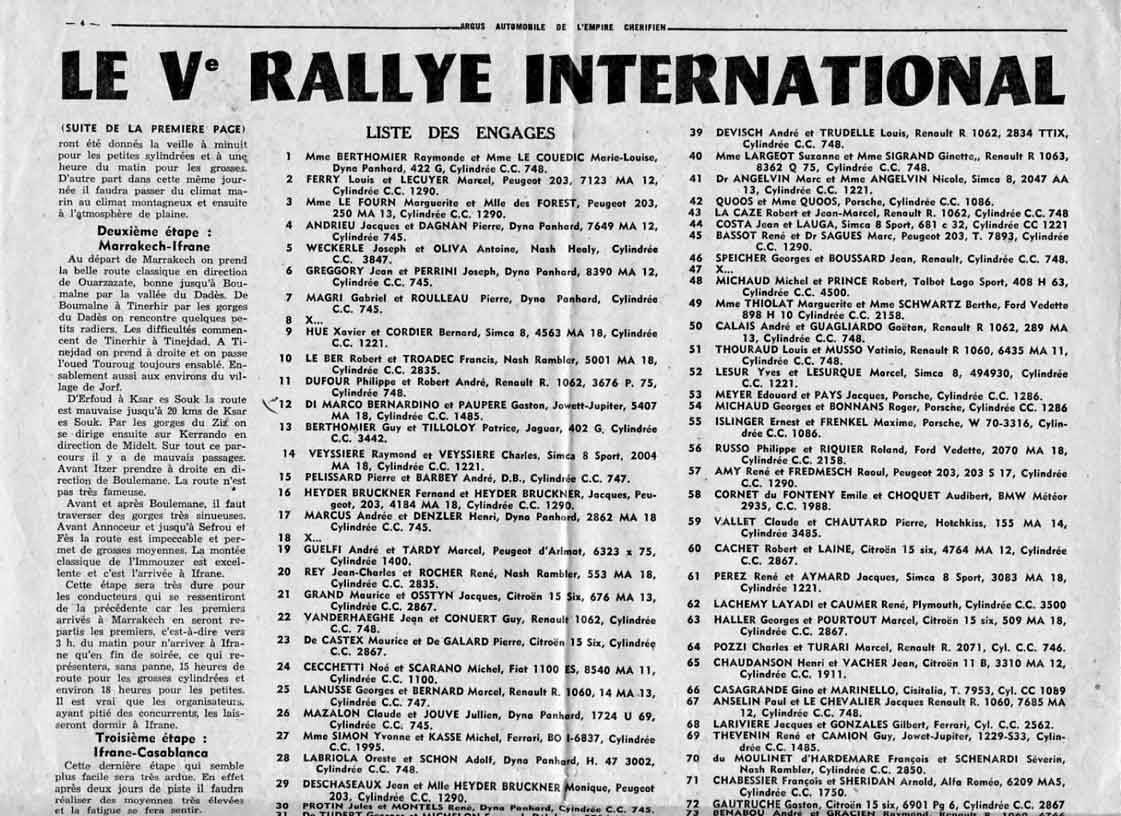 — 4 —
ARGUS AUTOMOBILE DE L'EMPIRE CHERIFIEN
LE Ve RALLYE INTERNATIONAL
(SUITE DE LA PREMIERE PAGE)
ront été donnés la veille à minuit
pour les petites sylindrées et à une
heure du matin pour les grosses.
D'autre part dans cette même jour-
née il faudra passer du climat ma-
rin au climat montagneux et ensuite
à l'atmosphère de plaine.
Deuxième étape :
Marrakech-Ifrane
Au départ de Marrakech on prend
la belle route classique en direction
de Ouarzazate, bonne jusqu'à Bou-
malne par la vallée du Dadès. De
Boumalne à Tinerhir par les gorges
du Dadès on rencontre quelques pe-
tits radiers. Les difficultés commen-
cent de Tinerhir à Tinejdad. A Ti-
nejdad on prend à droite et on passe
l'oued Touroug toujours ensablé. En-
sablement aussi aux environs du vil-
lage de Jorf.
D'Erfoud à Ksar es Souk la route
est mauvaise jusqu'à 20 kms de Ksar
es Souk. Par les gorges du Ziz on
se dirige ensuite sur Kerrando en
direction de Midelt. Sur tout ce par-
cours il y a de mauvais passages.
Avant Itzer prendre à droite en di-
rection de Boulemane. La route n'est
pas très fameuse.
Avant et après Boulemane, il faut
traverser des gorges très sinueuses.
Avant Annoceur et jusqu'à Sefrou et
Fès la route est impeccable et per-
met de grosses moyennes. La montée
classique de l'Immouzer est excel-
lente et c'est l'arrivée à Ifrane.
Cette étape sera très dure pour
les conducteurs qui se ressentiront
de la précédente car les premiers
arrivés à Marrakech en seront re-
partis les premiers, c'est-à-dire vers
3 h. du matin pour n'arriver à Ifra-
ne qu'en fin de soirée, ce qui re-
présentera, sans panne, 15 heures de
route pour les grosses cylindrées et
environ 18 heures pour les petites.
Il est vrai que les organisateurs,
ayant pitié des concurrents, les lais-
seront dormir à Ifrane.
Troisième étape :
Ifrane-Casablanca
Cette dernière étape qui semble
plus facile sera très ardue. En effet
après deux jours de piste il faudra
réaliser des moyennes très élevées
et la fatigue se fera sentir.
LISTE DES ENGAGES
1 Mme BERTHOMIER Raymonde et Mme LE COUEDIC Marie-Louise,
Dyna Panhard, 422 G, Cylindrée C.C. 748.
2 FERRY Louis et LECUYER Marcel, Peugeot 203, 7123 MA 12,
Cylindrée C.C. 1290.
3 Mme LE FOURN Marguerite et Mlle des FOREST, Peugeot 203,
250 MA 13, Cylindrée C.C. 1290.
4 ANDRIEU Jacques et DAGNAN Pierre, Dyna Panhard, 7649 MA 12,
Cylindrée 745.
5 WECKERLE Joseph et OLIVA Antoine, Nash Healy, Cylindrée
C.C. 3847.
6 GREGGORY Jean et PERRINI Joseph, Dyna Panhard, 8390 MA 12,
Cylindrée C.C. 745.
7 MAGRI Gabriel et ROULLEAU Pierre, Dyna Panhard, Cylindrée
C.C. 745.
8 X...
9 HUE Xavier et CORDIER Bernard, Simca 8, 4563 MA 18, Cylindrée
C.C. 1221.
10 LE BER Robert et TROADEC Francis, Nash Rambler, 5001 MA 18,
Cylindrée C.C. 2835.
11 DUFOUR Philippe et Robert André, Renault R. 1062, 3676 P. 75,
Cylindrée 748.
12 DI MARCO BERNARDINO et PAUPERE Gaston, Jowett-Jupiter, 5407
MA 18, Cylindrée C.C. 1485.
13 BERTHOMIER Guy et TILLOLOY Patrice, Jaguar, 402 G, Cylindrée
C.C. 3442.
14 VEYSSIERE Raymond et VEYSSIERE Charles, Simca 8 Sport, 2004
MA 18, Cylindrée C.C. 1221.
15 PELISSARD Pierre et BARBEY André, D.B., Cylindrée C.C. 747.
16 HEYDER BRUCKNER Fernand et HEYDER BRUCKNER, Jacques, Peu-
geot, 203, 4184 MA 18, Cylindrée C.C. 1290.
17 MARCUS André et DENZLER Henri, Dyna Panhard, 2862 MA 18
Cylindrée C.C. 745.
18 X...
19 GUELFI André et TARDY Marcel, Peugeot d'Arlmat, 6323 x 75,
Cylindrée 1400.
20 REY Jean-Charles et ROCHER René, Nash Rambler, 553 MA 18,
Cylindrée C.C. 2835.
21 GRAND Maurice et OSSTYN Jacques, Citroën 15 Six, 676 MA 13,
Cylindrée C.C. 2867.
22 VANDERHAEGHE Jean et CONUERT Guy, Renault 1062, Cylindrée
C.C. 748.
23 De CASTEX Maurice et De GALARD Pierre, Citroën 15 Six, Cylindrée
C.C. 2867.
24 CECCHETTI Noé et SCARANO Michel, Fiat 1100 ES, 8540 MA 11,
Cylindrée C.C. 1100.
25 LANUSSE Georges et BERNARD Marcel, Renault R. 1060, 14 MA 13,
Cylindrée C.C. 747.
26 MAZALON Claude et JOUVE Jullien, Dyna Panhard, 1724 U 69,
Cylindrée C.C. 745.
27 Mme SIMON Yvonne et KASSE Michel, Ferrari, BO I-6837, Cylindrée
C.C. 1995.
28 LABRIOLA Oreste et SCHON Adolf, Dyna Panhard, H. 47 3002,
Cylindrée C.C. 748.
29 DESCHASEAUX Jean et Mlle HEYDER BRUCKNER Monique, Peugeot
203, Cylindrée C.C. 1290.
30 PROTIN Jules et MONTELS René, Dyna Panhard, Cylindrée C.C. 745.
39 DEVISCH André et TRUDELLE Louis, Renault R 1062, 2834 TTIX,
Cylindrée C.C. 748.
40 Mme LARGEOT Suzanne et Mme SIGRAND Ginette,, Renault R 1063,
8362 Q 75, Cylindrée C.C. 748.
41 Dr ANGELVIN Marc et Mme ANGELVIN Nicole, Simca 8, 2047 AA
13, Cylindrée C.C. 1221.
42 QUOOS et Mme QUOOS, Porsche, Cylindrée C.C. 1086.
43 LA CAZE Robert et Jean-Marcel, Renault R. 1062, Cylindrée C.C. 748
44 COSTA Jean et LAUGA, Simca 8 Sport, 681 c 32, Cylindrée CC 1221
45 BASSOT René et Dr SAGUES Marc, Peugeot 203, T. 7893, Cylindrée
C.C. 1290.
46 SPEICHER Georges et BOUSSARD Jean, Renault, Cylindrée C.C. 748.
47 X...
48 MICHAUD Michel et PRINCE Robert, Talbot Lago Sport, 408 H 63,
Cylindrée C.C. 4500.
49 Mme THIOLAT Marguerite et Mme SCHWARTZ Berthe, Ford Vedette
898 H 10 Cylindrée C.C. 2158.
50 CALAIS André et GUAGLIARDO Gaëtan, Renault R 1062, 289 MA
13, Cylindrée C.C. 748.
51 THOURAUD Louis et MUSSO Vatinio, Renault R 1060, 6435 MA 11,
Cylindrée C.C. 748.
52 LESUR Yves et LESURQUE Marcel, Simca 8, 494930, Cylindrée
C.C. 1221.
53 MEYER Edouard et PAYS Jacques, Porsche, Cylindrée C.C. 1286.
54 MICHAUD Georges et BONNANS Roger, Porsche, Cylindrée CC. 1286
55 ISLINGER Ernest et FRENKEL Maxime, Porsche, W 70-3316, Cylin-
drée C.C. 1086.
56 RUSSO Philippe et RIQUIER Roland, Ford Vedette, 2070 MA 18,
Cylindrée C.C. 2158.
57 AMY René et FREDMESCH Raoul, Peugeot 203, 203 S 17, Cylindrée
C.C. 1290.
58 CORNET du FONTENY Emile et CHOQUET Audibert, BMW Météor
2935, C.C. 1988.
59 VALLET Claude et CHAUTARD Pierre, Hotchkiss, 155 MA 14,
Cylindrée 3485.
60 CACHET Robert et LAINE, Citroën 15 six, 4764 MA 12, Cylindrée
C.C. 2867.
61 PEREZ René et AYMARD Jacques, Simca 8 Sport, 3083 MA 18,
Cylindrée 1221.
62 LACHEMY LAYADI et CAUMER René, Plymouth, Cylindrée C.C. 3500
63 HALLER Georges et POURTOUT Marcel, Citroën 15 six, 509 MA 18,
Cylindrée C.C. 2867.
64 POZZI Charles et TURARI Marcel, Renault R. 2071, Cyl. C.C. 746.
65 CHAUDANSON Henri et VACHER Jean, Citroën 11 B, 3310 MA 12,
Cylindrée C.C. 1911.
66 CASAGRANDE Gino et MARINELLO, Cisitalia, T. 7953, Cyl. CC 1089
67 ANSELIN Paul et LE CHEVALIER Jacques Renault R. 1060, 7685 MA
12, Cylindrée C.C. 748.
68 LARIVIERE Jacques et GONZALES Gilbert, Ferrari, Cyl. C.C. 2562.
69 THEVENIN René et CAMION Guy, Jowet-Jupiter, 1229-S33, Cylin-
drée C.C. 1485.
70 du MOULINET d'HARDEMARE François et SCHENARDI Séverin,
Nash Rambler, Cylindrée C.C. 2850.
71 CHABESSIER François et SHERIDAN Arnold, Alfa Roméo, 6209 MA5,
Cylindrée C.C. 1750.
72 GAUTRUCHE Gaston, Citroën 15 six, 6901 Pg 6, Cylindrée C.C. 2867